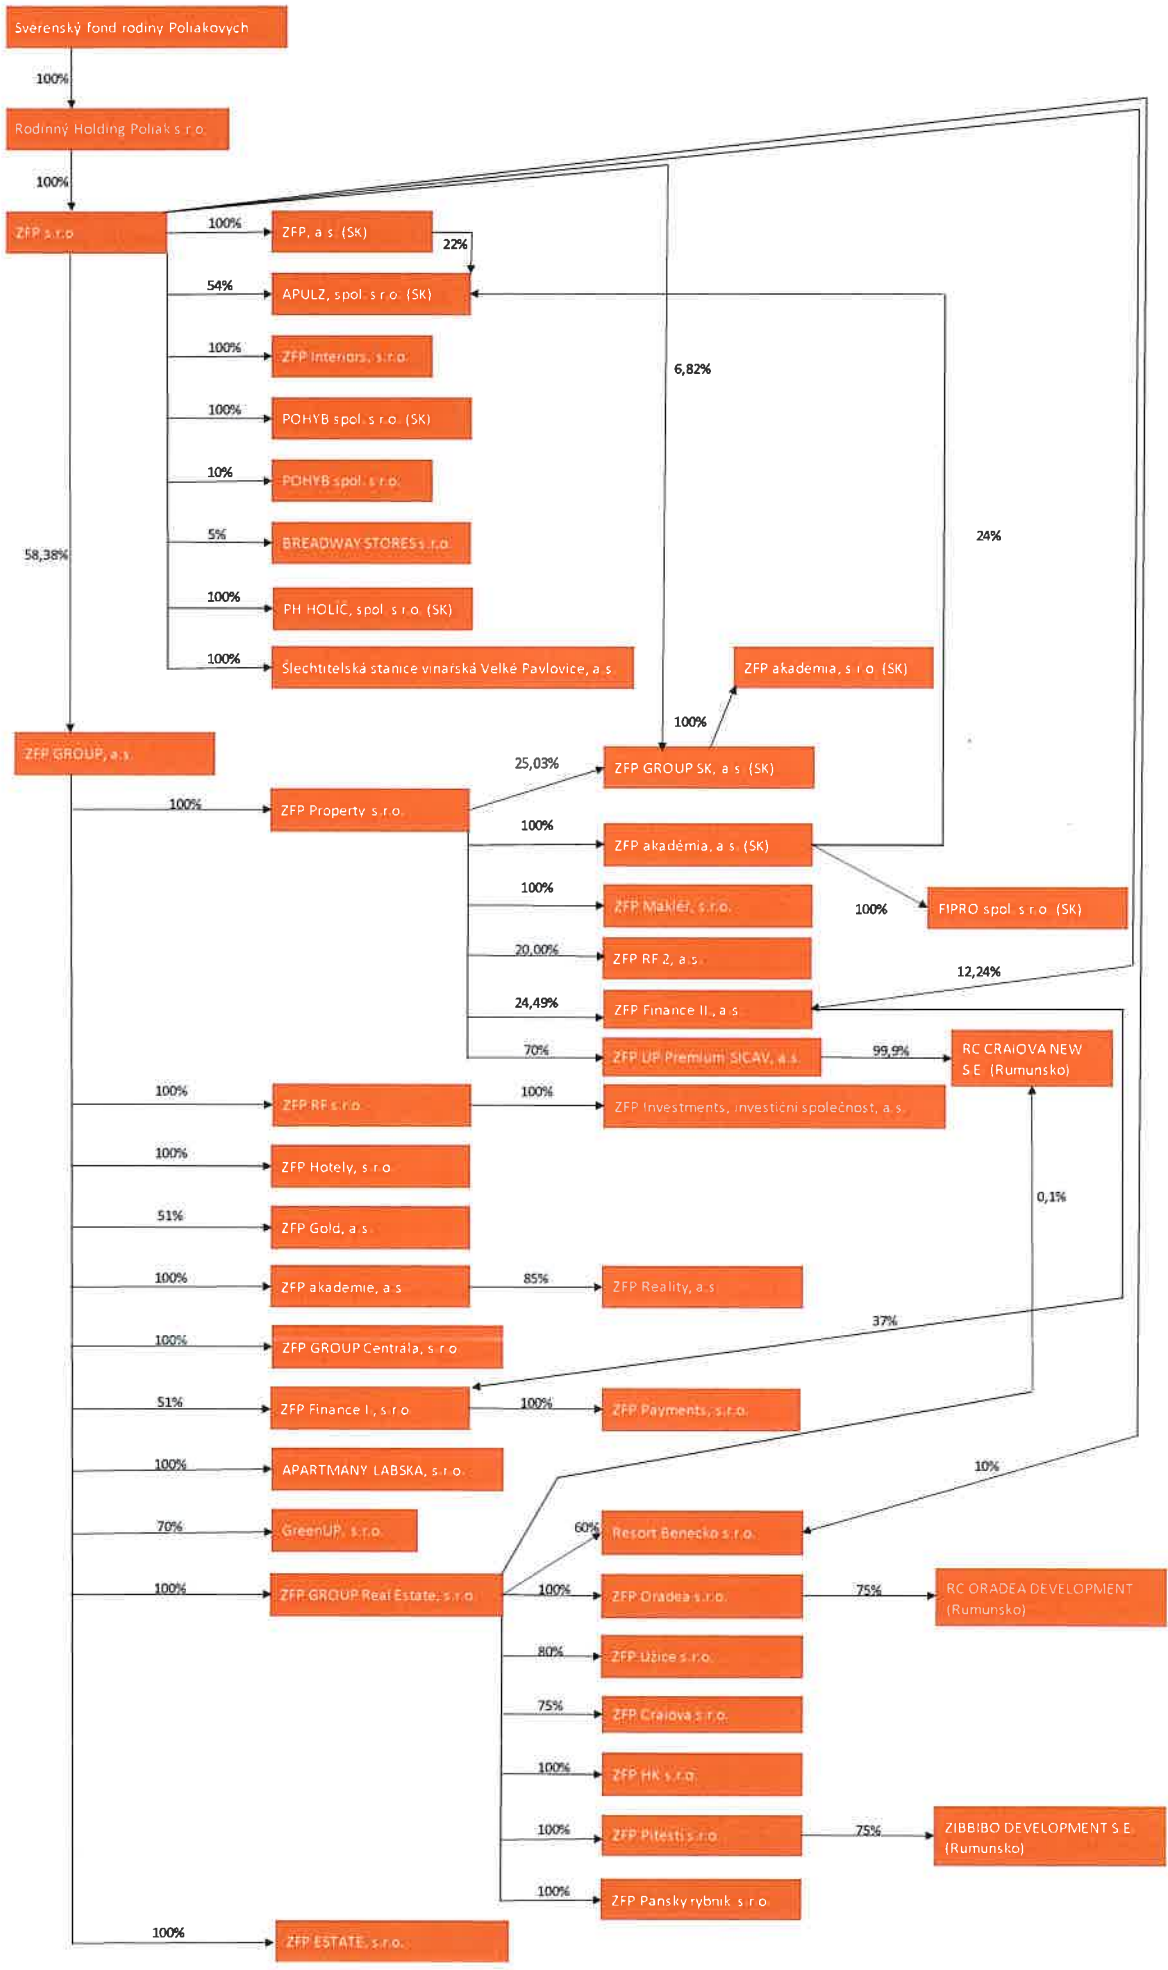 Svěřenský fond rodiny Poliakových
100%
Rodinný Holding Poliak s.r.o.
100%
ZFP s.r.o.
100%
ZFP, a.s. (SK)
22%
54%
APULZ, spol. s r.o. (SK)
100%
ZFP Interiors, s.r.o.
6,82%
100%
POHYB spol. s r.o. (SK)
10%
POHYB spol. s r.o.
5%
BREADWAY STORES s.r.o.
24%
58,38%
100%
PH HOLÍČ, spol. s r.o. (SK)
100%
Šlechtitelská stanice vinařská Velké Pavlovice, a.s.
ZFP akadémia, s.r.o. (SK)
100%
ZFP GROUP, a.s.
25,03%
ZFP GROUP SK, a.s. (SK)
100%
ZFP Property s.r.o.
100%
ZFP akadémia, a.s. (SK)
100%
ZFP Makléř, s.r.o.
100%
FIPRO spol. s r.o. (SK)
20,00%
ZFP RF 2, a.s.
12,24%
24,49%
ZFP Finance II., a.s.
70%
ZFP UP Premium SICAV, a.s.
99,9%
RC CRAIOVA NEW
S.E. (Rumunsko)
100%
ZFP RF s.r.o.
100%
ZFP Investments, investiční společnost, a.s.
100%
ZFP Hotely, s.r.o.
0,1%
51%
ZFP Gold, a.s.
100%
ZFP akademie, a.s.
85%
ZFP Reality, a.s.
37%
100%
ZFP GROUP Centrála, s.r.o.
51%
ZFP Finance I., s.r.o.
100%
ZFP Payments, s.r.o.
100%
APARTMÁNY LABSKÁ, s.r.o.
10%
70%
GreenUP, s.r.o.
60%
Resort Benecko s.r.o.
100%
ZFP GROUP Real Estate, s.r.o.
100%
ZFP Oradea s.r.o.
75%
RC ORADEA DEVELOPMENT
(Rumunsko)
80%
ZFP Užice s.r.o.
75%
ZFP Craiova s.r.o.
100%
ZFP HK s.r.o.
100%
ZFP Pitesti s.r.o.
75%
ZIBBIBO DEVELOPMENT S.E.
(Rumunsko)
100%
ZFP Panský rybník s.r.o.
100%
ZFP ESTATE, s.r.o.